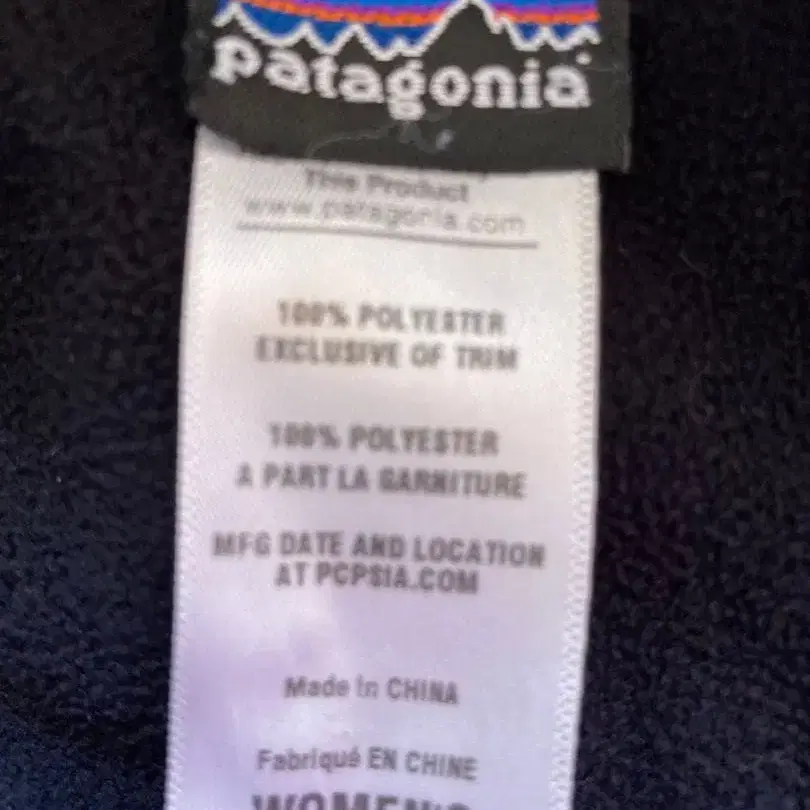 patagonia
This Product
www.patagonia.com
100% POLYESTER
EXCLUSIVE OF TRIM
100% POLYESTER
A PART LA GARNITURE
MFG DATE AND LOCATION
AT PCPSIA.COM
Made in CHINA
Fabriqué EN CHINE
WOMEN'S